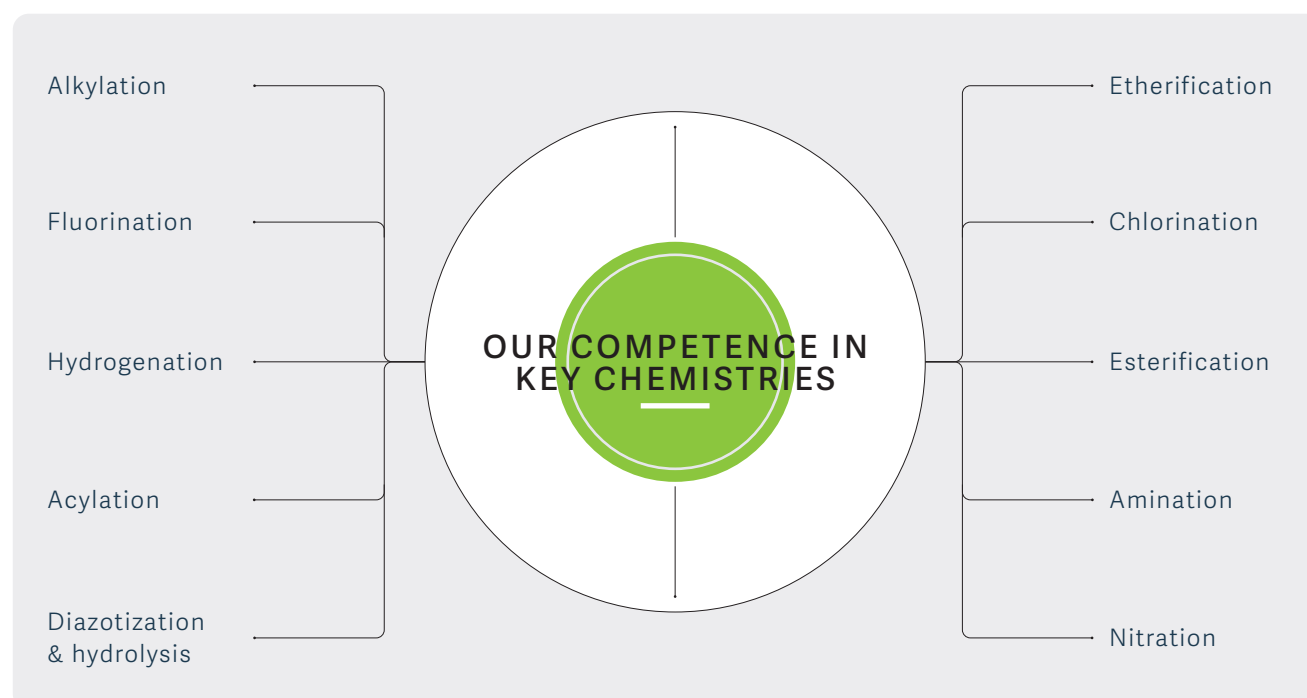 Alkylation
Fluorination
Hydrogenation
Acylation
Diazotization
& hydrolysis
OUR COMPETENCE IN
KEY CHEMISTRIES
Etherification
Chlorination
Esterification
Amination
Nitration